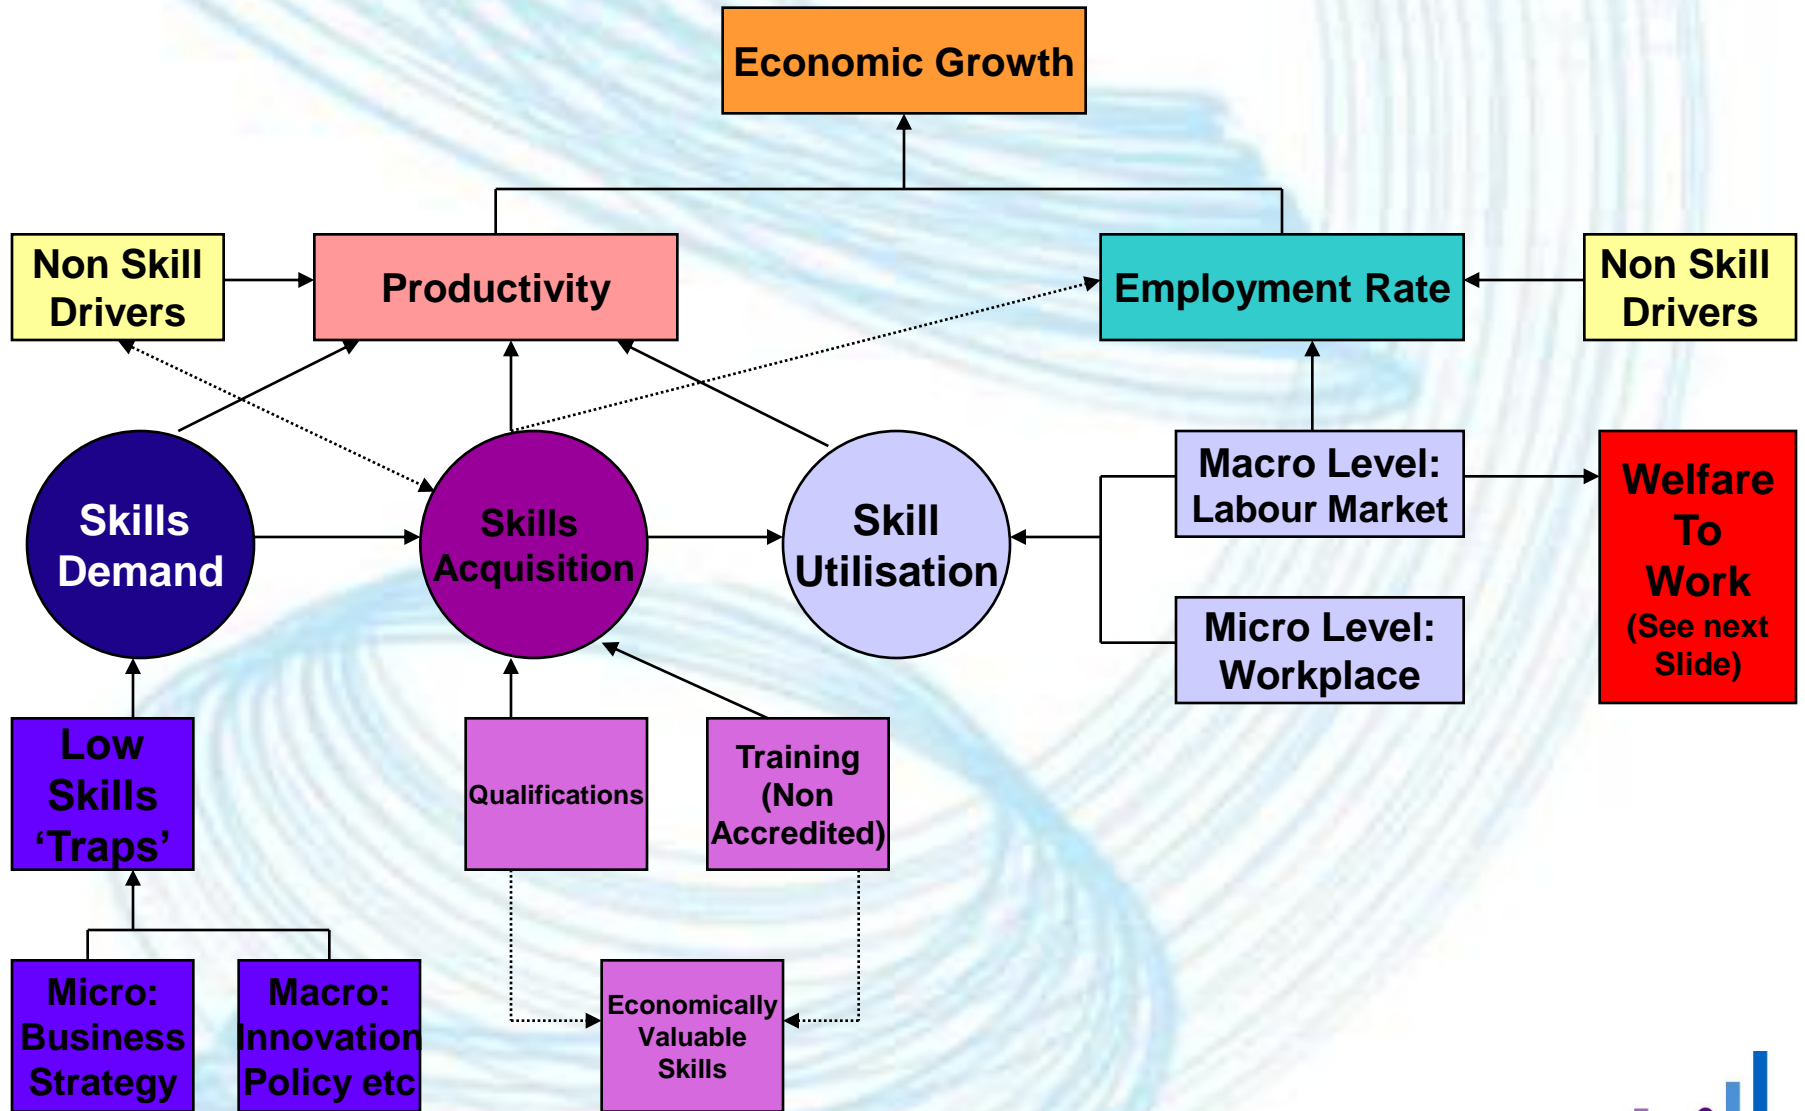 Economic Growth
Non Skill
Drivers
Productivity
Employment Rate
Non Skill
Drivers
Skills
Demand
Skills
Acquisition
Skill
Utilisation
Macro Level:
Labour Market
Micro Level:
Workplace
Welfare
To
Work
(See next
Slide)
Low
Skills
‘Traps’
Qualifications
Training
(Non
Accredited)
Micro:
Business
Strategy
Macro:
Innovation
Policy etc
Economically
Valuable
Skills